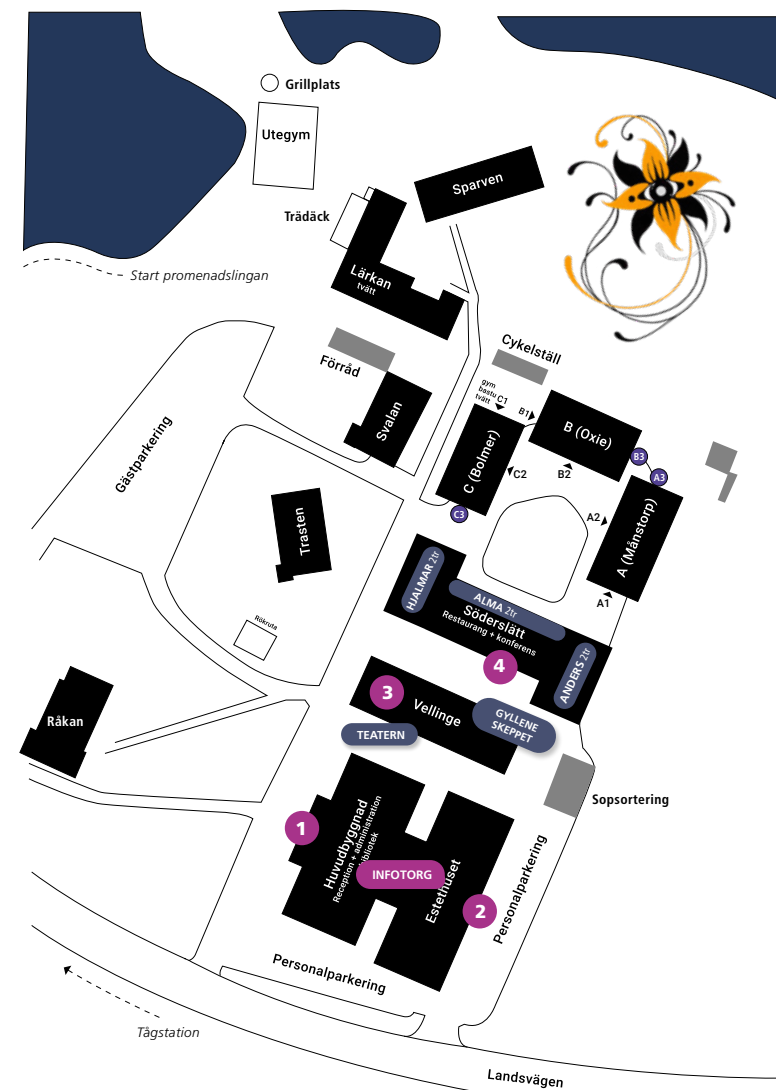 Grillplats
Utegym
Sparven
Trädäck
Lärkan
tvätt
Start promenadslingan
Cykelställ
Förråd
gym
bastu
tvätt C1
B1
B (Oxie)
Svalan
C (Bolmer)
C2
B2
B3
A3
Gästparkering
C3
A2
A (Månstorp)
Trasten
A1
HJALMAR 2tr
ALMA 2tr
Söderslätt
Restaurang + konferens
ANDERS 2tr
Rökruta
4
3
Vellinge
GYLLENE
SKEPPET
Råkan
TEATERN
Sopsortering
1
Huvudbyggnad
Reception + administration
bibliotek
INFOTORG
Estethuset
2
Personalparkering
Personalparkering
Tågstation
Landsvägen